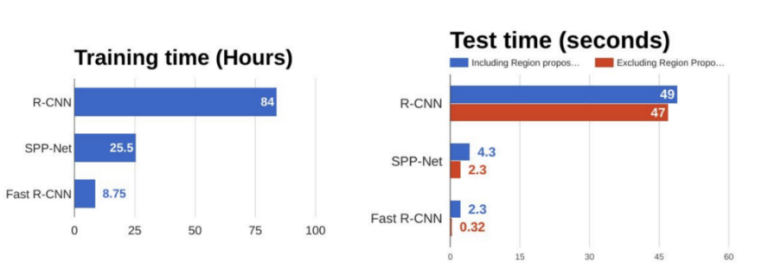 Training time (Hours)
R-CNN
84
SPP-Net
25.5
Fast R-CNN
8.75
0
25
50
75
100
Test time (seconds)
Including Region propos...
Excluding Region Propo...
R-CNN
49
47
SPP-Net
4.3
2.3
Fast R-CNN
2.3
0.32
0
15
30
45
60